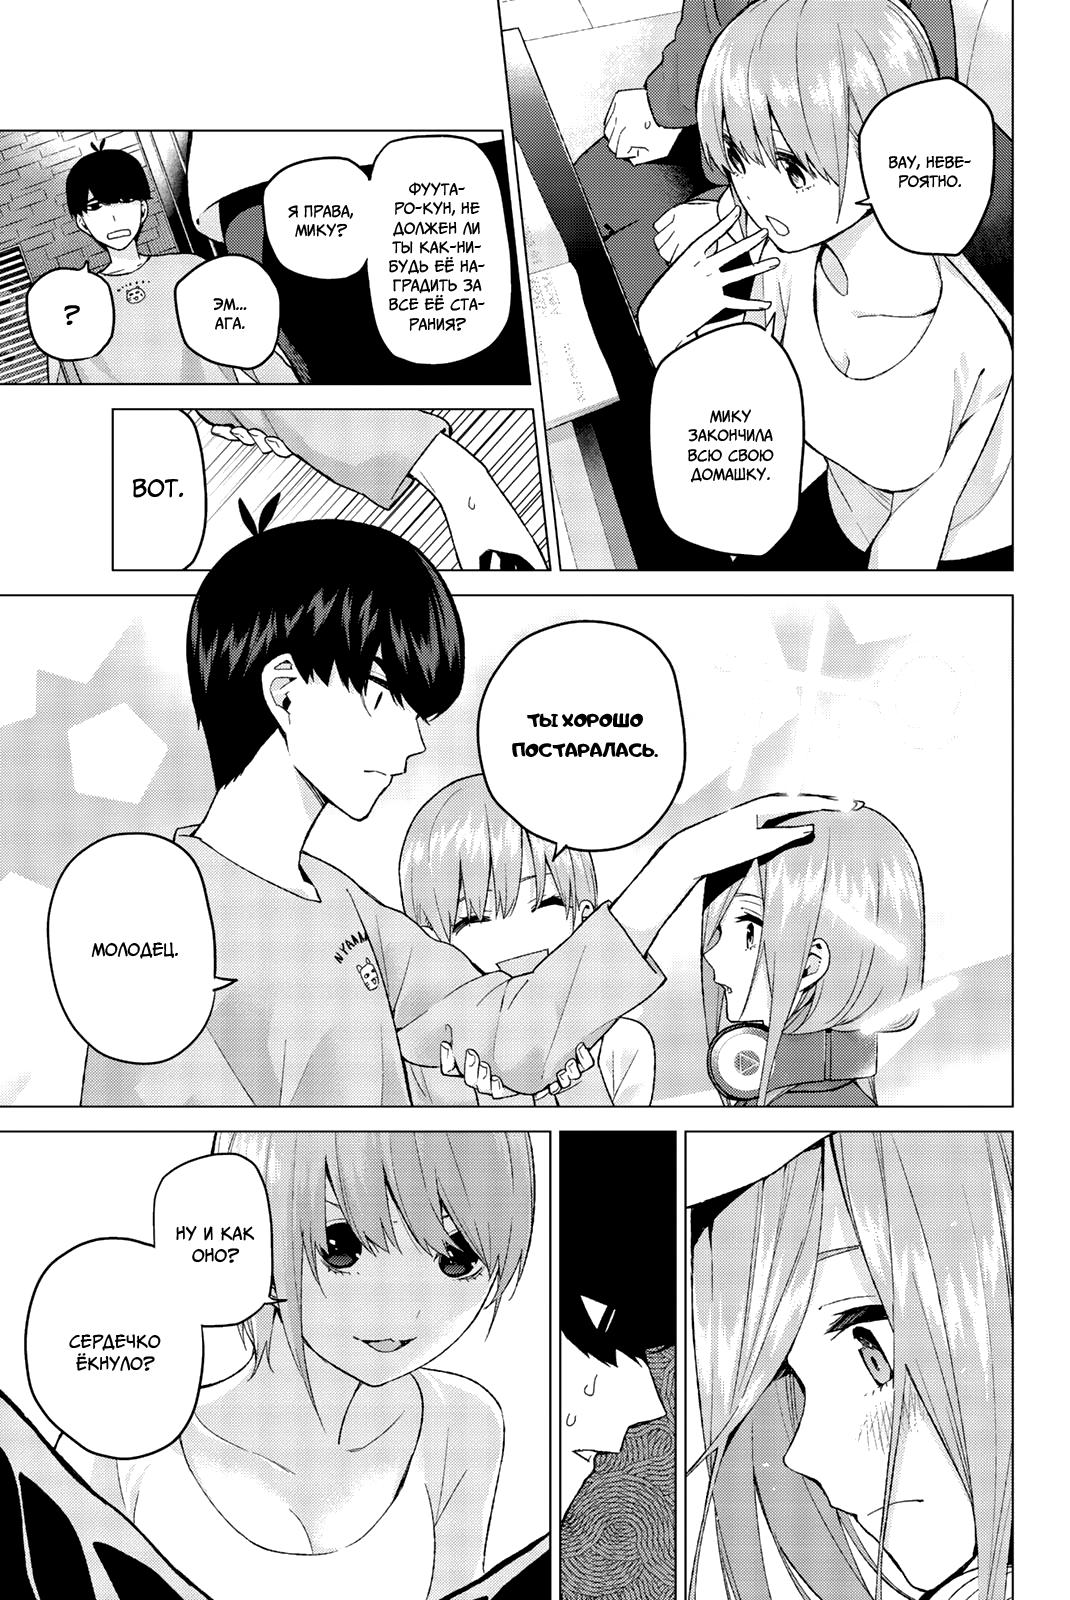 ВАУ, НЕВЕ-
РОЯТНО.
МИКУ
ЗАКОНЧИЛА
ВСЮ СВОЮ
ДОМАШКУ.
ФУУТА-
РО-КУН, НЕ
ДОЛЖЕН ЛИ
ТЫ КАК-НИ-
БУДЬ ЕЁ НА-
ГРАДИТЬ ЗА
ВСЕ ЕЁ СТА-
РАНИЯ?
Я ПРАВА,
МИКУ?
ЭМ...
АГА.
?
ВОТ.
ТЫ ХОРОШО
ПОСТАРАЛАСЬ.
МОЛОДЕЦ.
NYAAAA
НУ И КАК
ОНО?
СЕРДЕЧКО
ЁКНУЛО?